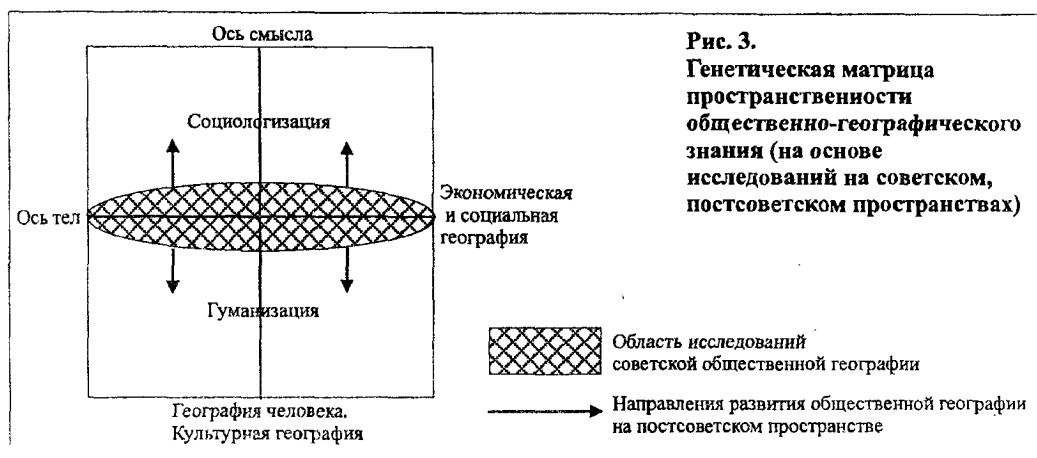 Ось смысла
Социологизация
Ось тел
Экономическая
и социальная
география
Гуманизация
География человека.
Культурная география
Рис. 3.
Генетическая матрица
пространственности
общественно-географического
знания (на основе
исследований на советском,
постсоветском пространствах)
Область исследований
советской общественной географии
Направления развития общественной географии
на постсоветском пространстве